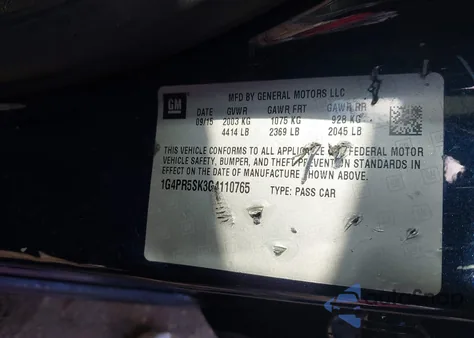 GM
MFD BY GENERAL MOTORS LLC
DATE GVWR GAWR FRT GAWR RR
09/15 2003 KG 1075 KG 928 KG
4414 LB 2369 LB 2045 LB
THIS VEHICLE CONFORMS TO ALL APPLICABLE U.S. FEDERAL MOTOR
VEHICLE SAFETY, BUMPER, AND THEFT PREVENTION STANDARDS IN
EFFECT ON THE DATE OF MANUFACTURE SHOWN ABOVE.
1G4PR5SK3G4110765 TYPE: PASS CAR